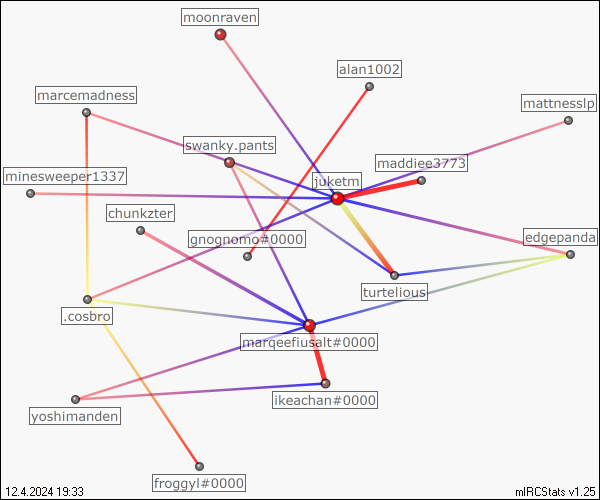 moonraven
alan1002
marcemadness
mattnesslp
swanky.pants
maddiee3773
minesweeper1337
juketm
chunkzter
gnognomo#0000
edgepanda
turtelious
.cosbro
marqeefiusalt#0000
ikeachan#0000
yoshimanden
froggyl#0000
12.4.2024 19:33
mIRCStats v1.25